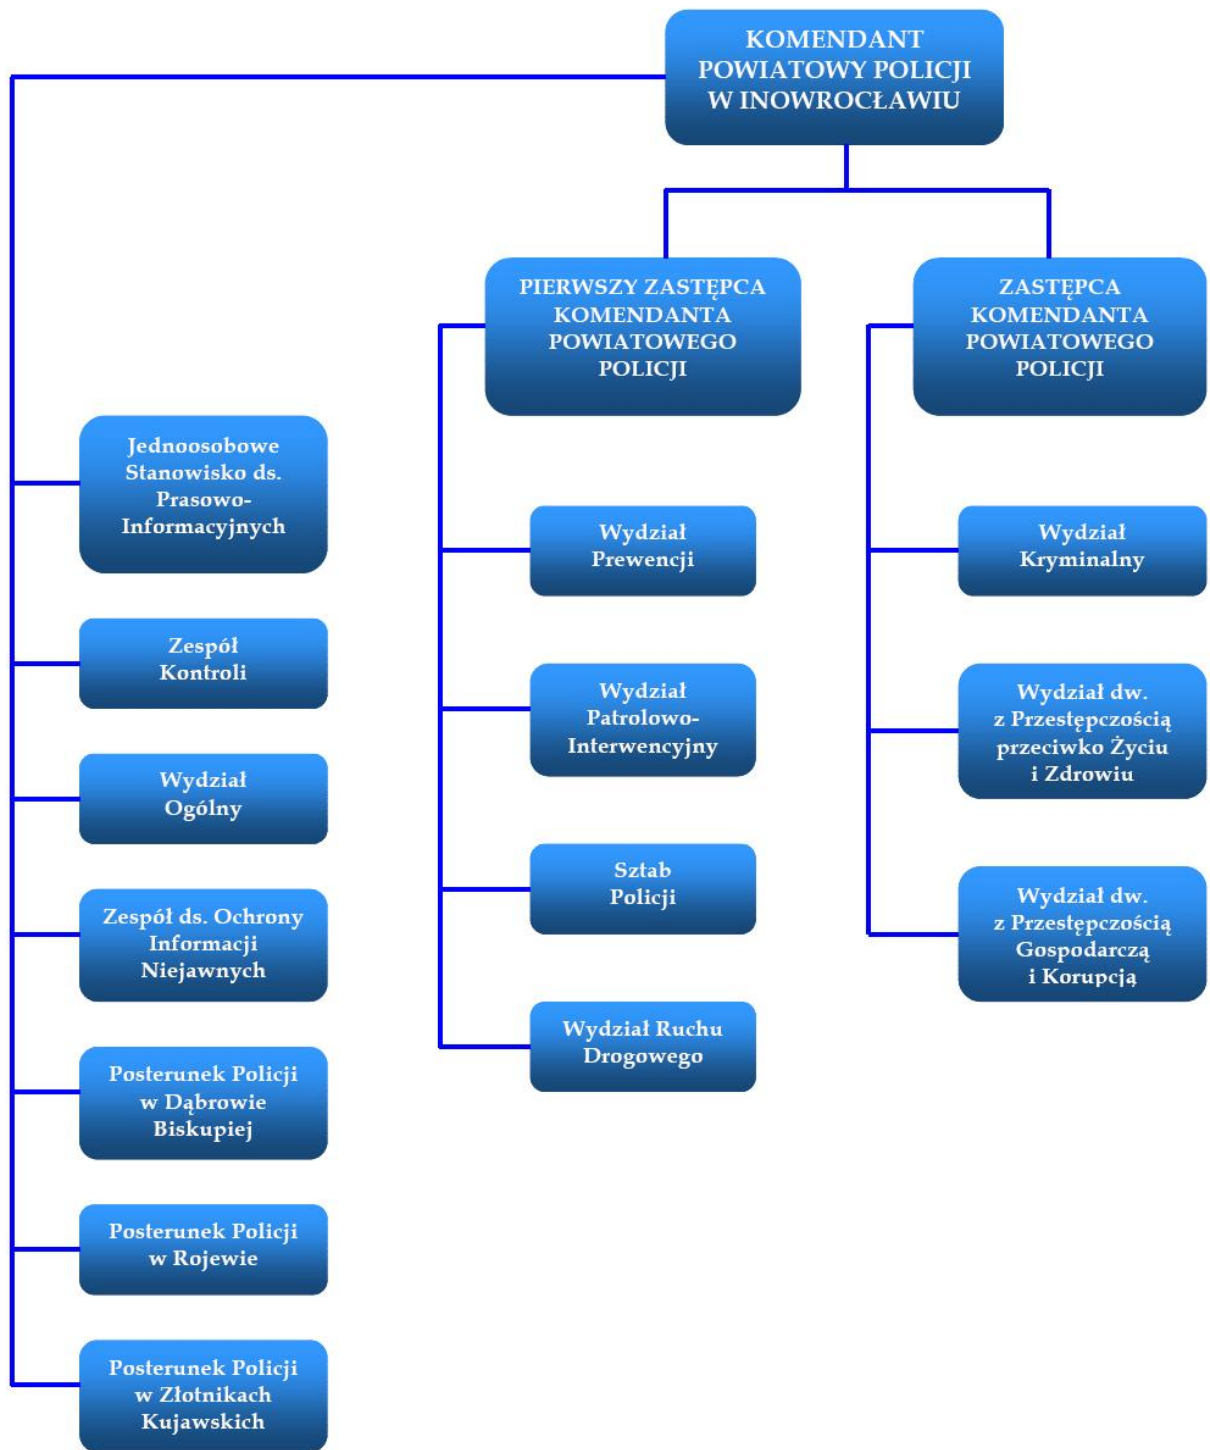 KOMENDANT
POWIATOWY POLICJI
W INOWROCŁAWIU
PIERWSZY ZASTĘPCA
KOMENDANTA
POWIATOWEGO
POLICJI
ZASTĘPCA
KOMENDANTA
POWIATOWEGO
POLICJI
Jednoosobowe
Stanowisko ds.
Prasowo-
Informacyjnych
Zespół
Kontroli
Wydział
Ogólny
Zespół ds. Ochrony
Informacji
Niejawnych
Posterunek Policji
w Dąbrowie
Biskupiej
Posterunek Policji
w Rojewie
Posterunek Policji
w Złotnikach
Kujawskich
Wydział
Prewencji
Wydział
Patrolowo-
Interwencyjny
Sztab
Policji
Wydział Ruchu
Drogowego
Wydział
Kryminalny
Wydział dw.
z Przestępczością
przeciwko Życiu
i Zdrowiu
Wydział dw.
z Przestępczością
Gospodarczą
i Korupcją